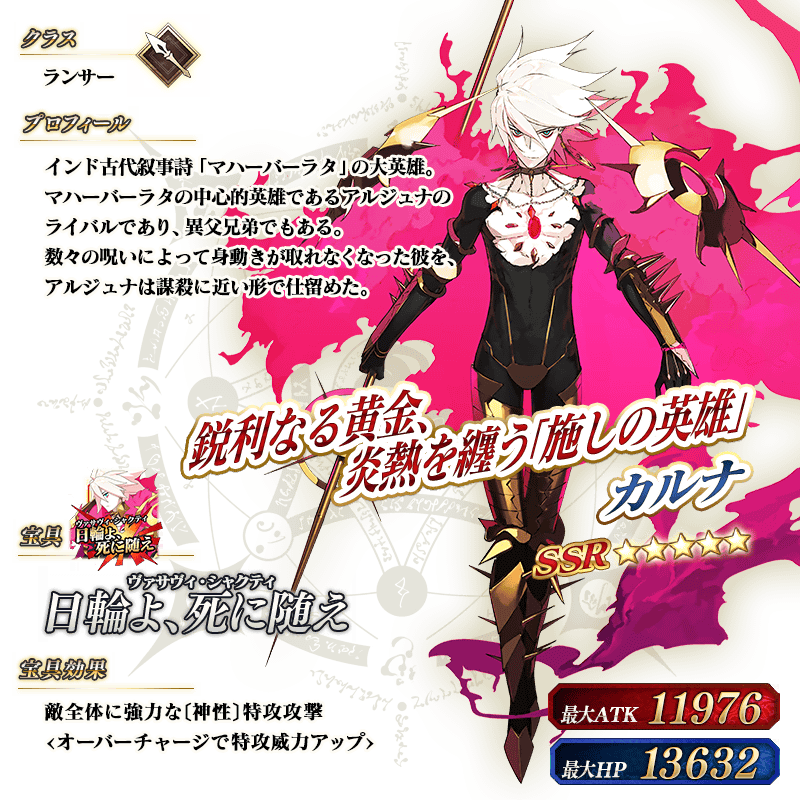 クラス
ランサー
プロフィール
インド古代叙事詩「マハーバーラタ」の大英雄。
マハーバーラタの中心的英雄であるアルジュナの
ライバルであり、異父兄弟でもある。
数々の呪いによって身動きが取れなくなった彼を、
アルジュナは謀殺に近い形で仕留めた。
鋭利なる黄金、
炎熱を纏う「施しの英雄」
カルナ
SSR
宝具
ヴァサヴィ・シャクティ
日輪よ、
死に随え
ヴァサヴィ・シャクティ
日輪よ、死に随え
宝具効果
敵全体に強力な〔神性〕特攻攻撃
<オーバーチャージで特攻威力アップ>
最大ATK 11976
最大HP 13632